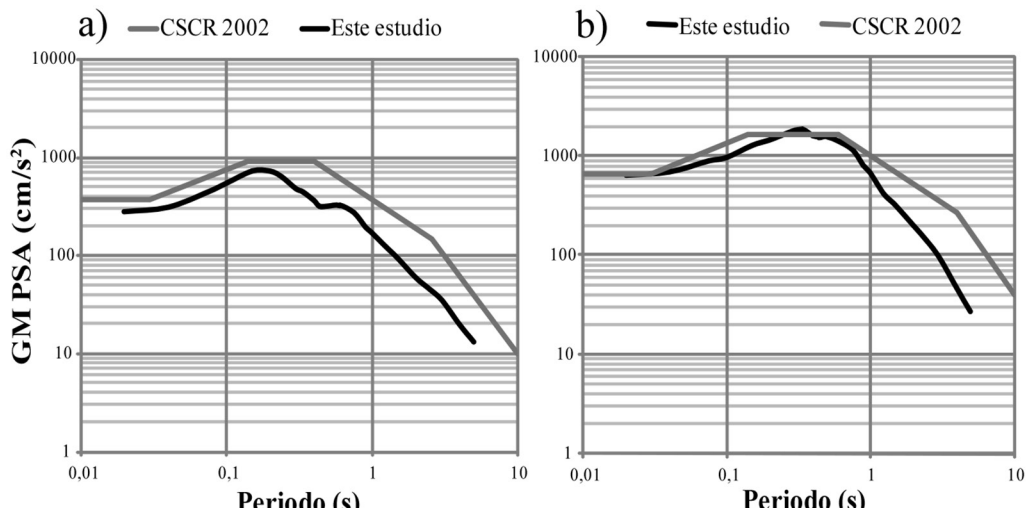 a) CSCR 2002 Este estudio
10000
1000
100
10
1
0,01 0,1 1 10
GM PSA (cm/s²)
Periodo (s)
b) Este estudio CSCR 2002
10000
1000
100
10
1
0,01 0,1 1 10
Periodo (s)